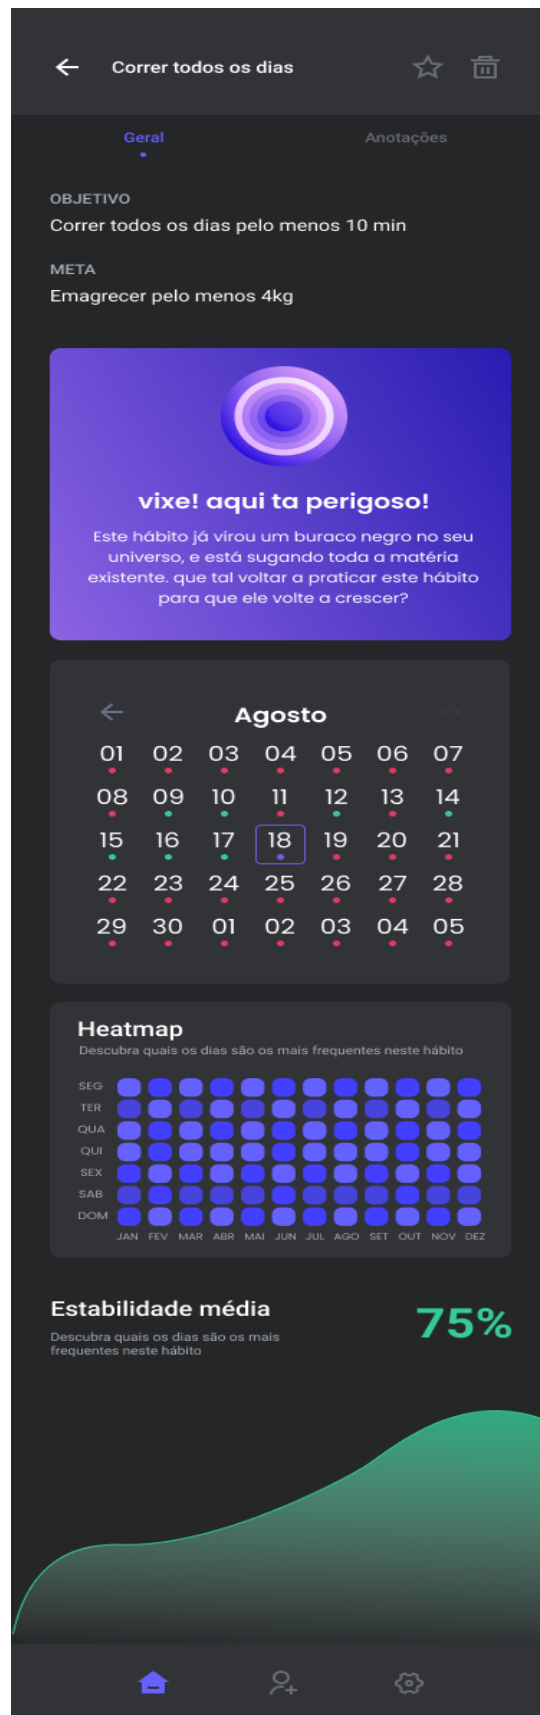 Correr todos os dias
Geral Anotações
OBJETIVO
Correr todos os dias pelo menos 10 min
META
Emagrecer pelo menos 4kg
vixe! aqui ta perigoso!
Este hábito já virou um buraco negro no seu
universo, e está sugando toda a matéria
existente. que tal voltar a praticar este hábito
para que ele volte a crescer?
Agosto
01 02 03 04 05 06 07
08 09 10 11 12 13 14
15 16 17 18 19 20 21
22 23 24 25 26 27 28
29 30 01 02 03 04 05
Heatmap
Descubra quais os dias são os mais frequentes neste hábito
SEG
TER
QUA
QUI
SEX
SAB
DOM
JAN FEV MAR ABR MAI JUN JUL AGO SET OUT NOV DEZ
Estabilidade média
75%
Descubra quais os dias são os mais
frequentes neste hábito